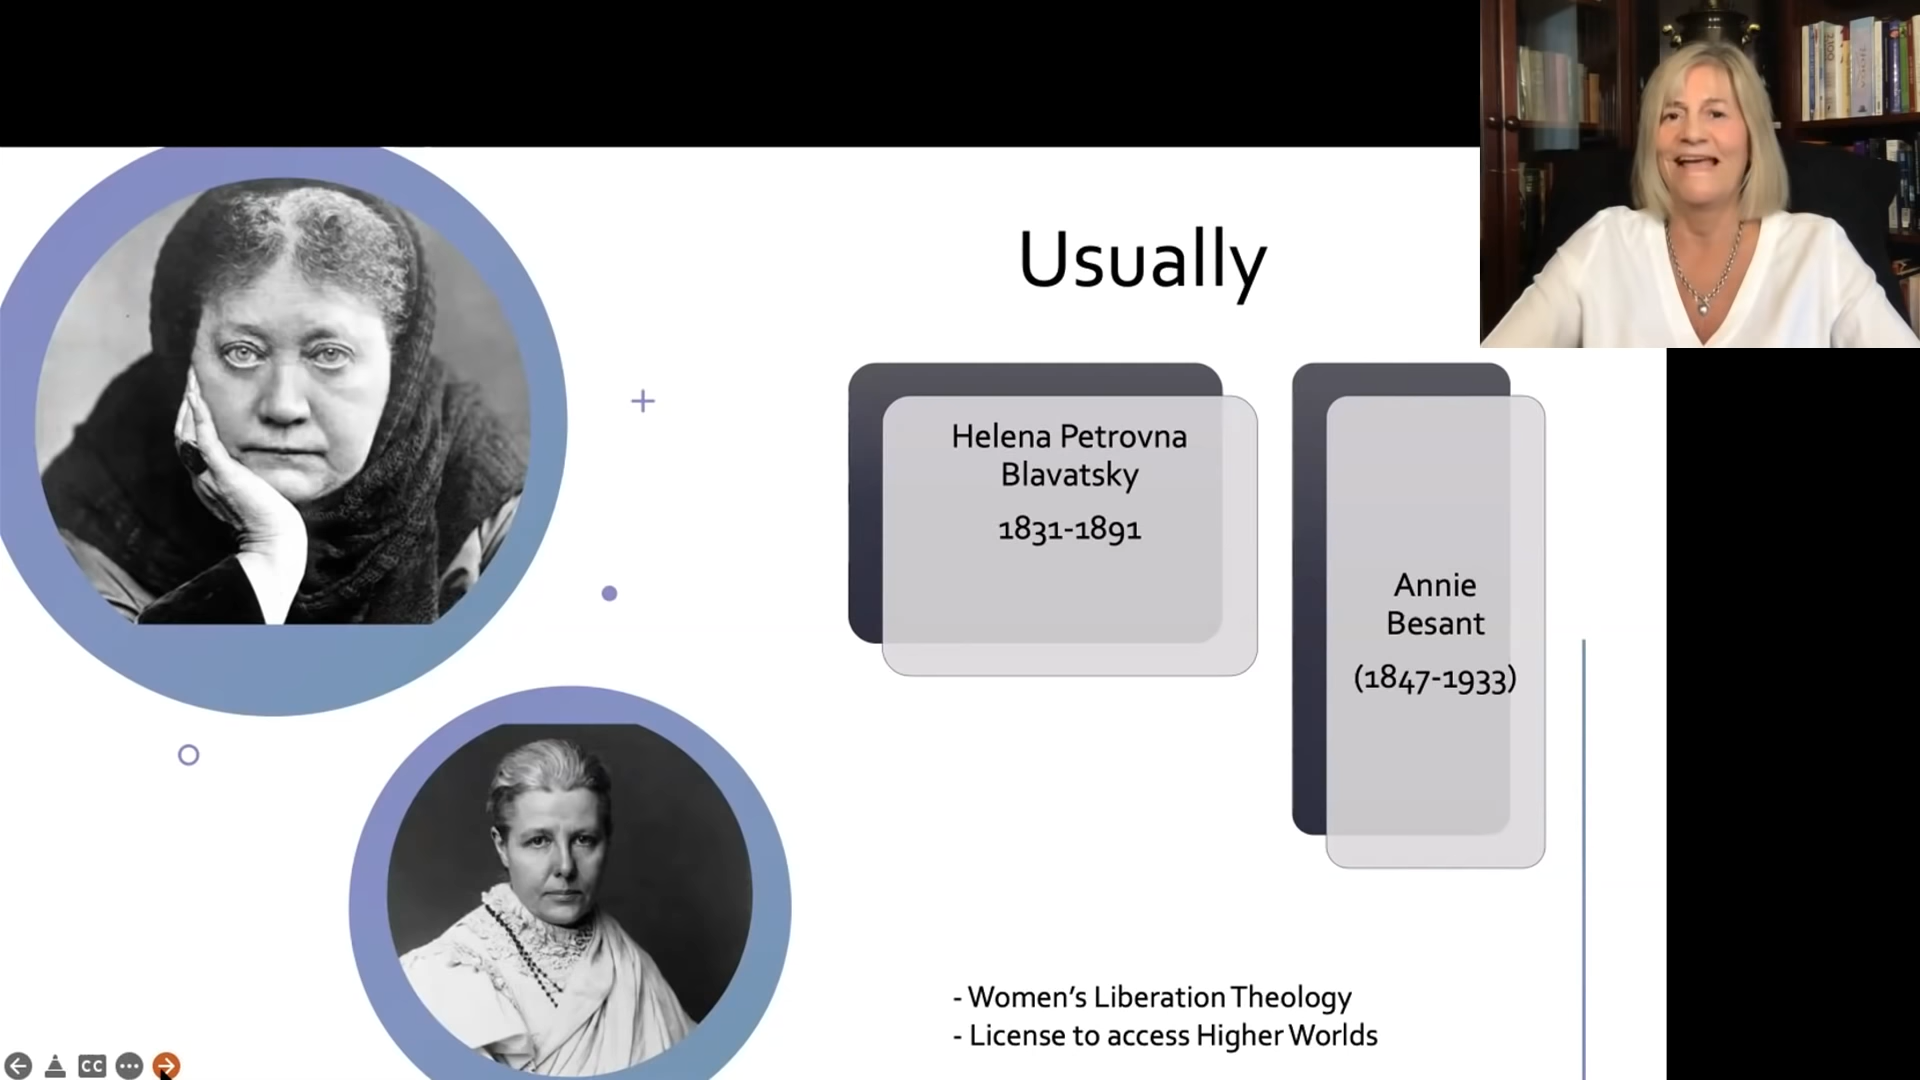 Usually
Helena Petrovna
Blavatsky
1831-1891
Annie
Besant
(1847-1933)
- Women's Liberation Theology
- License to access Higher Worlds
CC